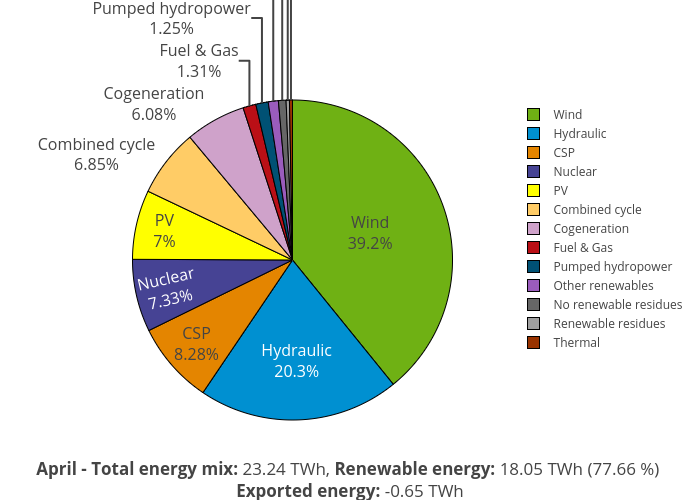 Pumped hydropower
1.25%
Fuel & Gas
1.31%
Cogeneration
6.08%
Combined cycle
6.85%
PV
7%
Nuclear
7.33%
CSP
8.28%
Hydraulic
20.3%
Wind
39.2%
Wind
Hydraulic
CSP
Nuclear
PV
Combined cycle
Cogeneration
Fuel & Gas
Pumped hydropower
Other renewables
No renewable residues
Renewable residues
Thermal
April - Total energy mix: 23.24 TWh, Renewable energy: 18.05 TWh (77.66 %)
Exported energy: -0.65 TWh